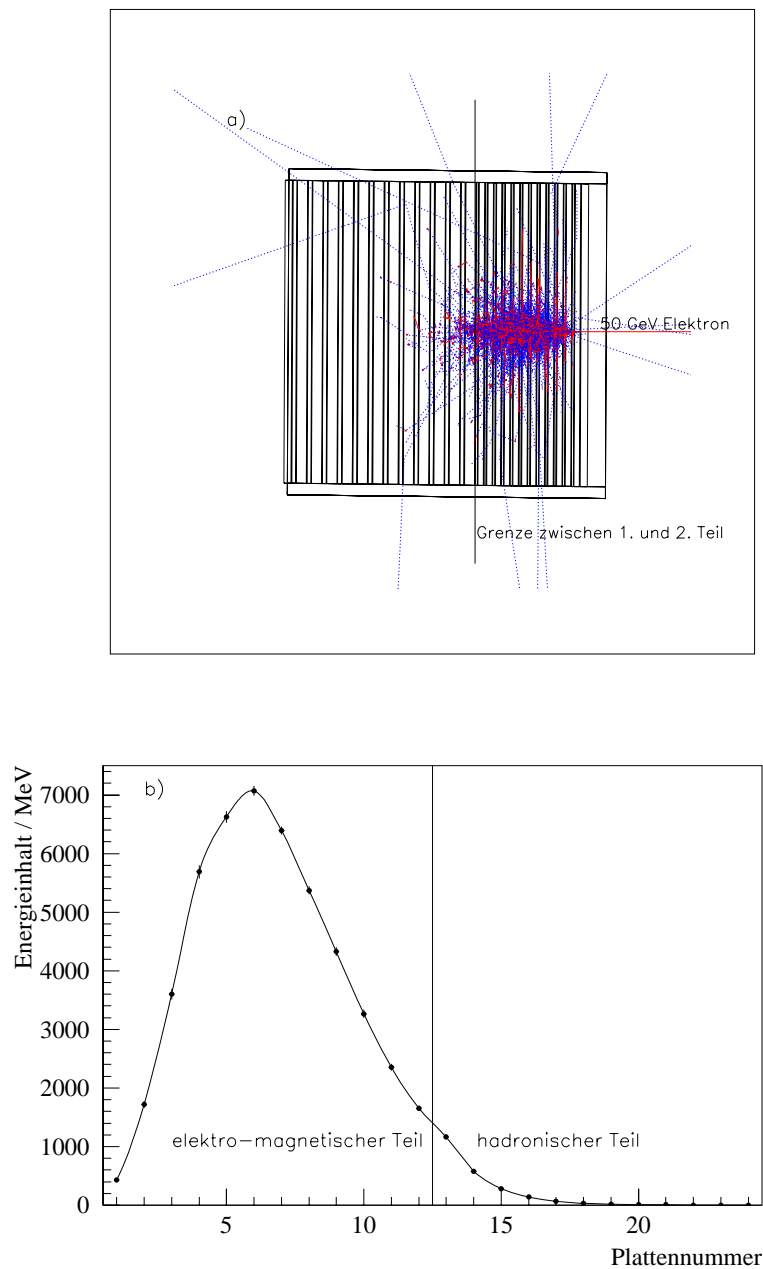 a)
50 GeV Elektron
Grenze zwischen 1. und 2. Teil
b)
Energieinhalt / MeV
7000
6000
5000
4000
3000
2000
1000
0
elektro-magnetischer Teil
hadronischer Teil
5
10
15
20
Plattennummer